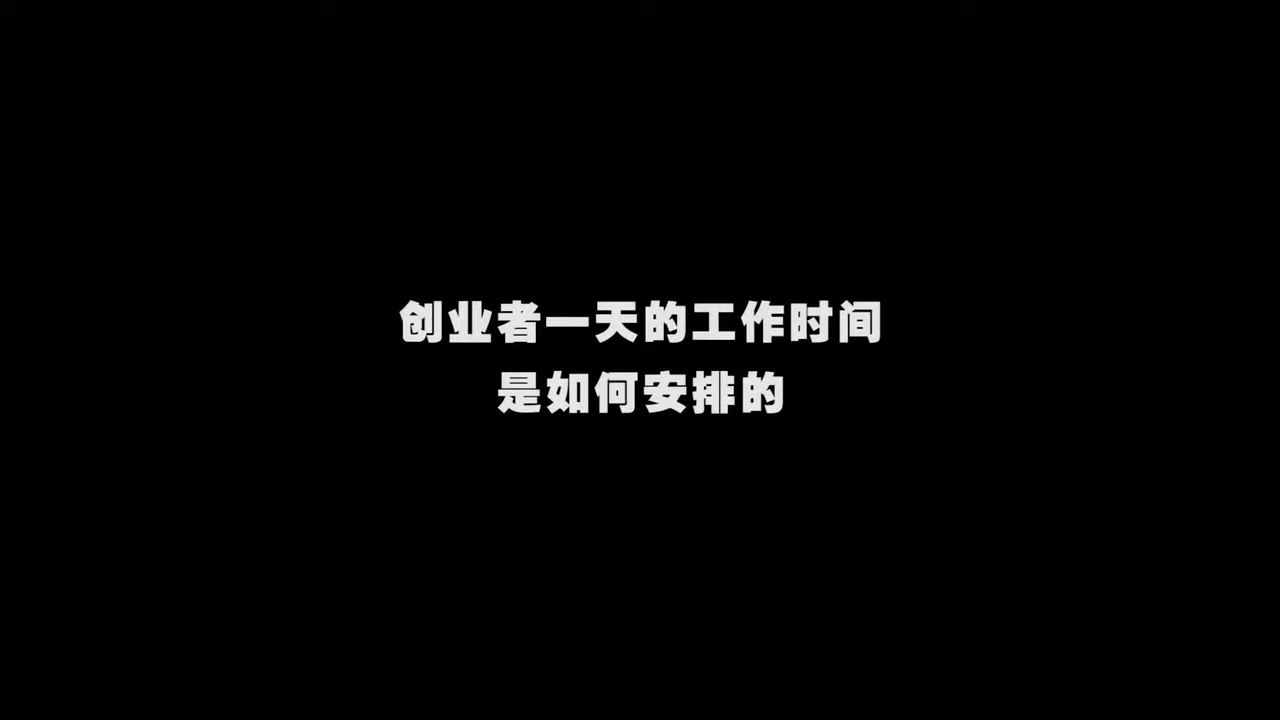 创业者一天的工作时间
是如何安排的